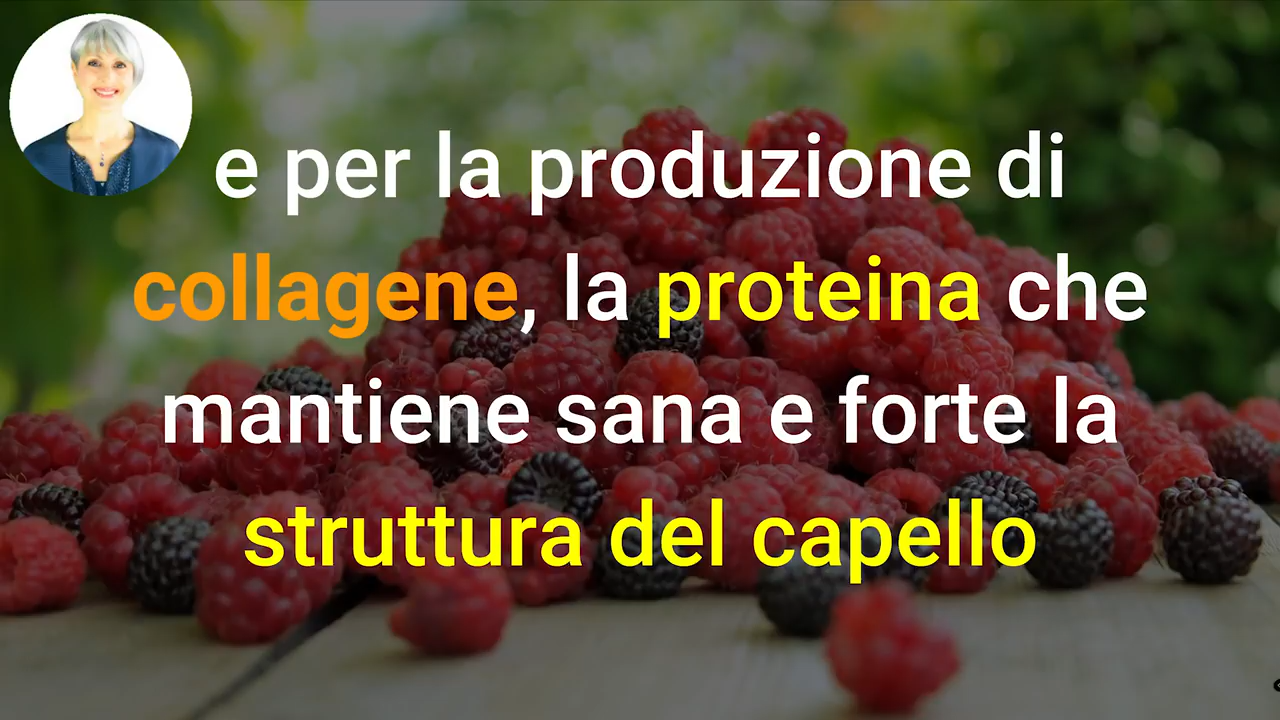 e per la produzione di
collagene, la proteina che
mantiene sana e forte la
struttura del capello